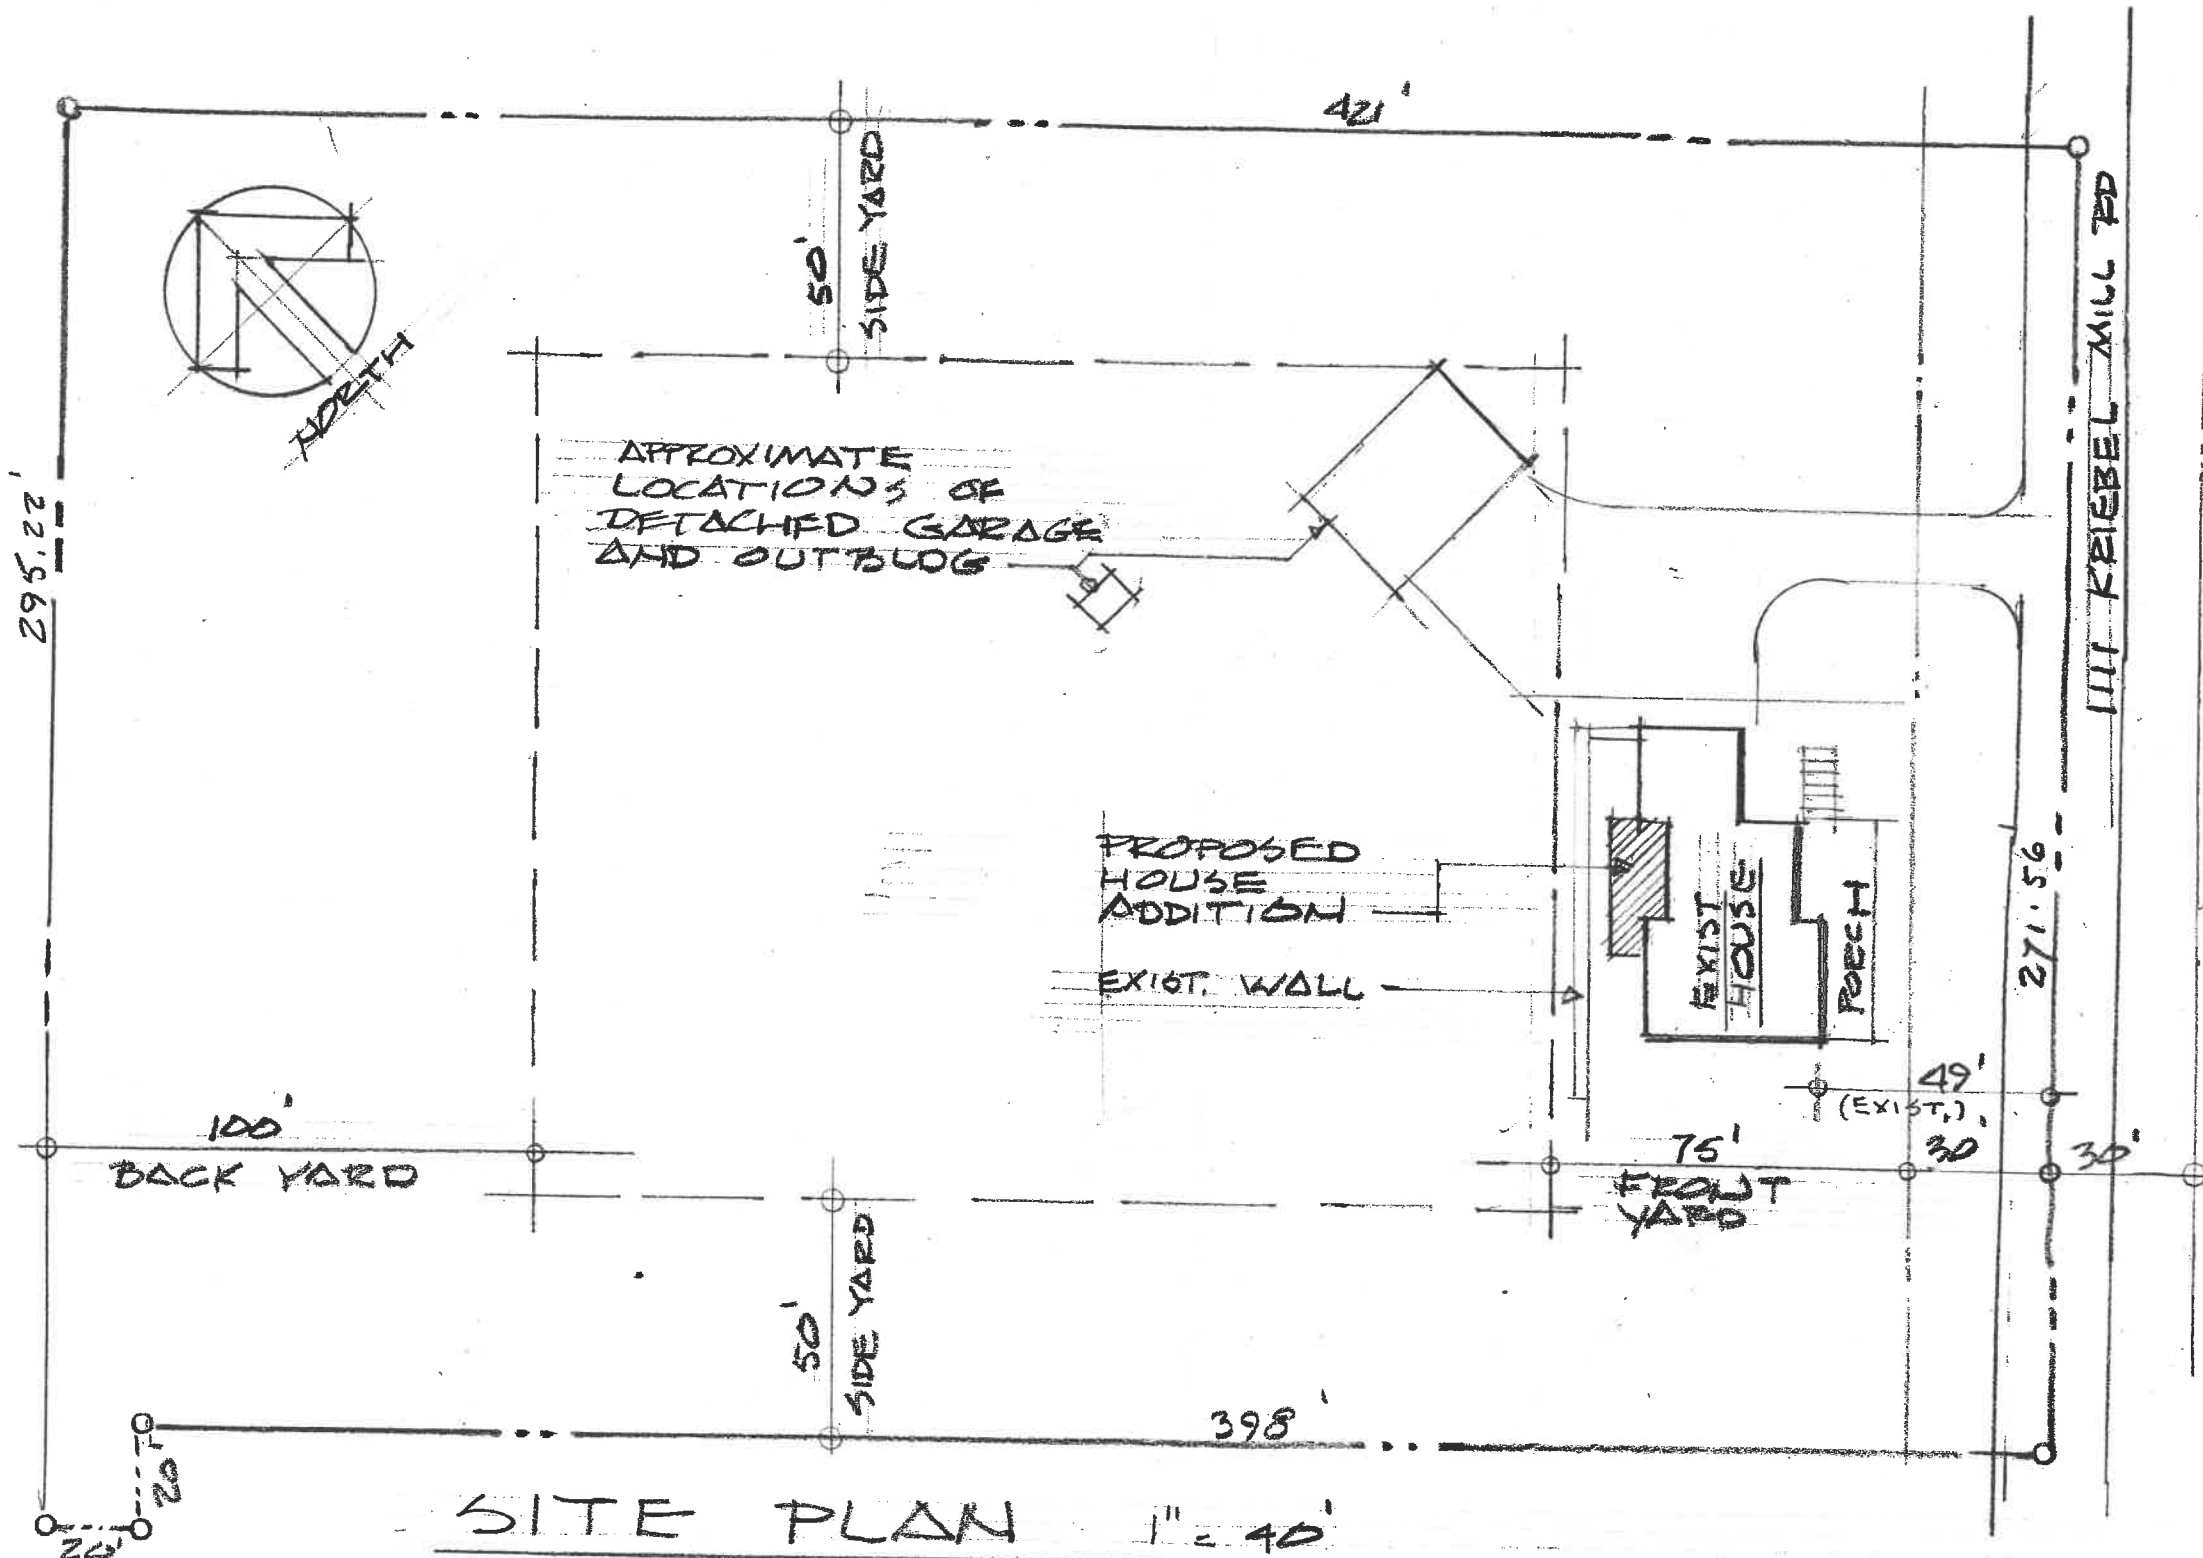 421'
50'
SIDE YARD
NORTH
295.22'
APPROXIMATE
LOCATIONS OF
DETACHED GARAGE
AND OUTBLDG
1111 KRIEBEL MILL RD
PROPOSED
HOUSE
ADDITION
EXIST. WALL
EXIST
HOUSE
PORCH
271.56
49'
(EXIST.)
100'
BACK YARD
75'
FRONT
YARD
30'
30'
50'
SIDE YARD
398'
20'
20'
SITE PLAN 1" = 40'